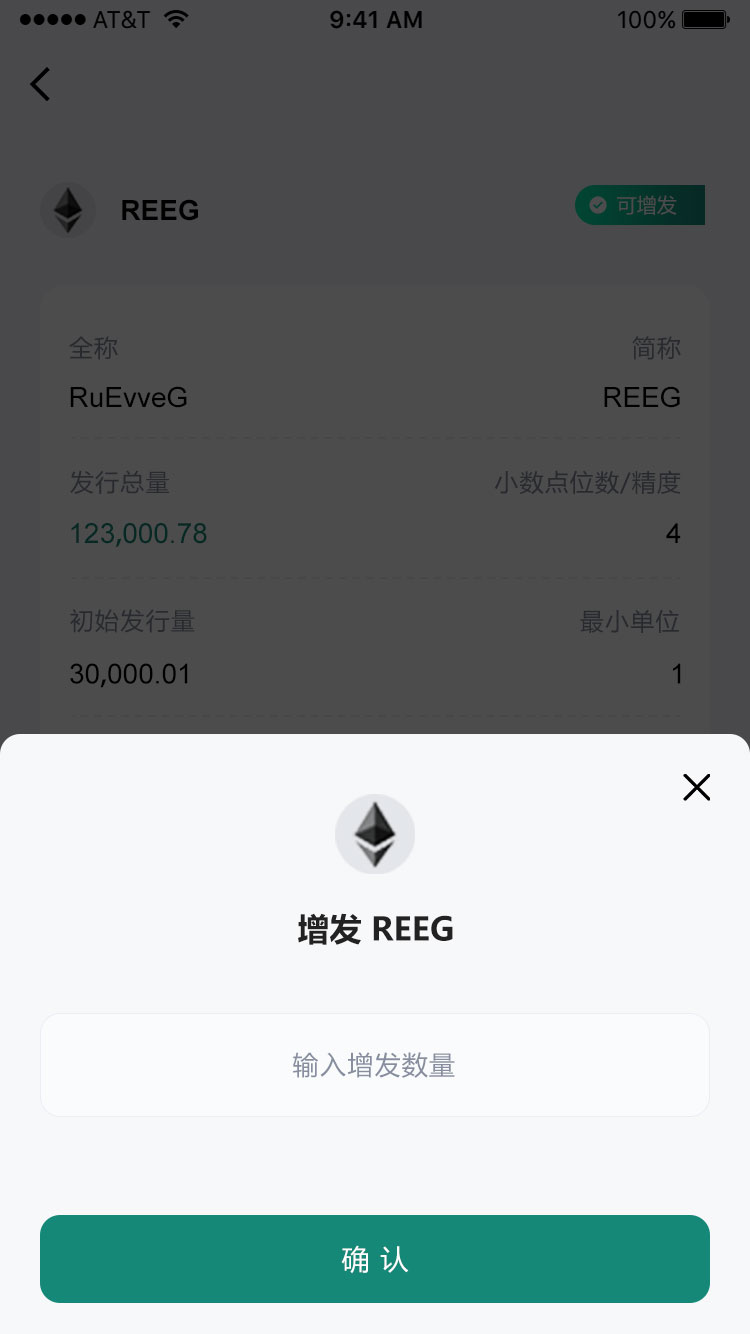 AT&T 9:41 AM 100%
REEG 可增发
全称 简称
RuEvveG REEG
发行总量 小数点位数/精度
123,000.78 4
初始发行量 最小单位
30,000.01 1
增发 REEG
输入增发数量
确 认